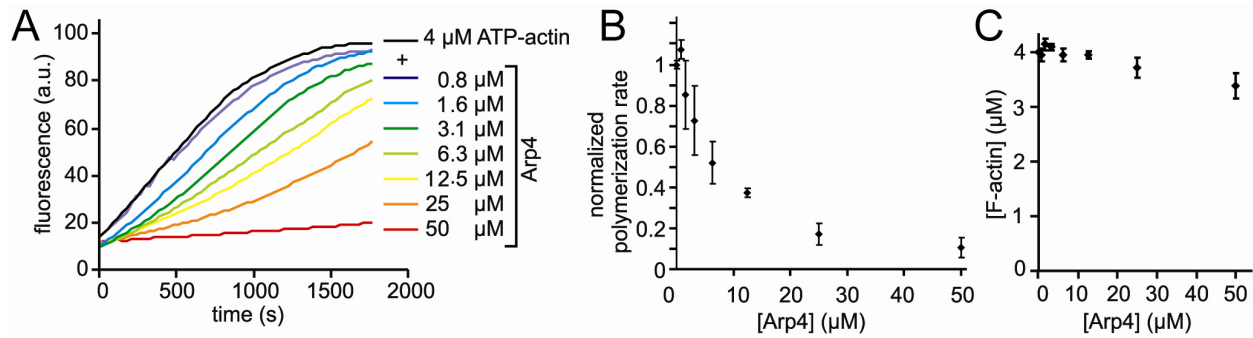 A
fluorescence (a.u.)
100
80
60
40
20
0
0 500 1000 1500 2000
time (s)
4 µM ATP-actin
+
0.8 µM
1.6 µM
3.1 µM
6.3 µM
12.5 µM
25 µM
50 µM
Arp4
B
normalized
polymerization rate
1
0.8
0.6
0.4
0.2
0
0 10 20 30 40 50
[Arp4] (µM)
C
[F-actin] (µM)
4
3
2
1
0
0 10 20 30 40 50
[Arp4] (µM)